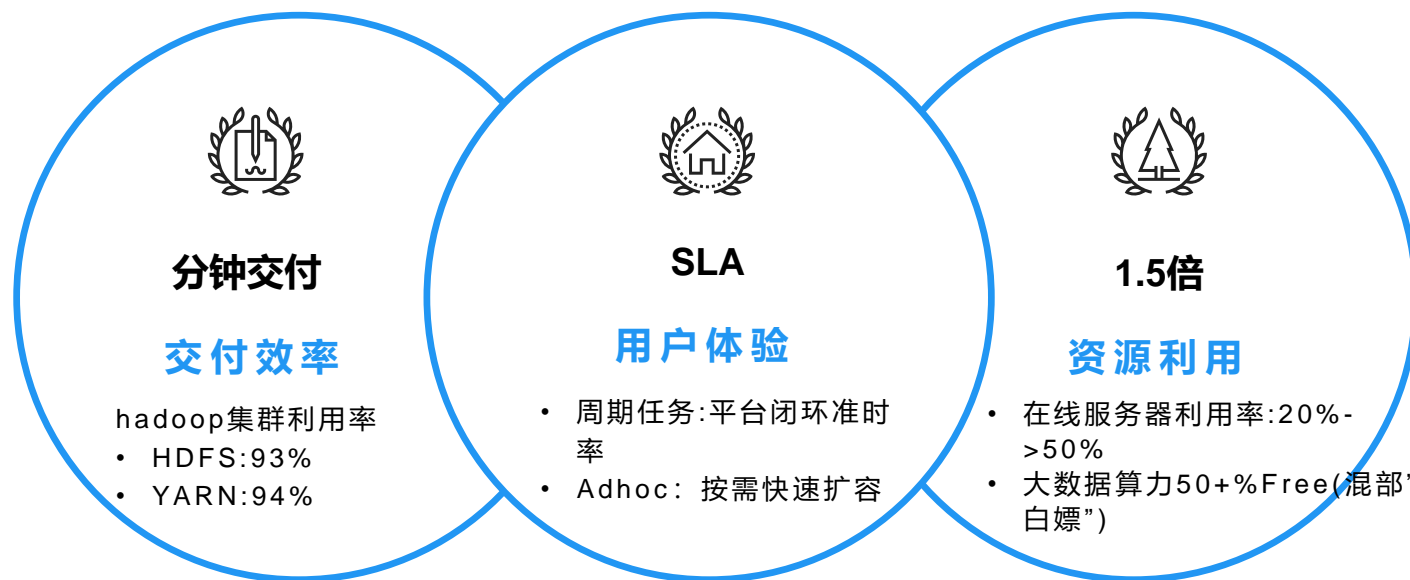 分钟交付
交付效率
hadoop集群利用率
• HDFS:93%
• YARN:94%
SLA
用户体验
• 周期任务:平台闭环准时
率
• Adhoc：按需快速扩容
1.5倍
资源利用
• 在线服务器利用率:20%-
>50%
• 大数据算力50+%Free(混部"
白嫖”)